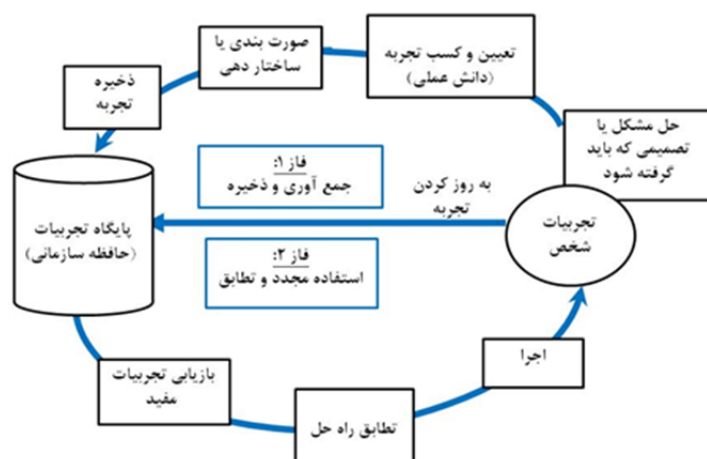 صورت بندی یا
ساختار دهی
تعیین و کسب تجربه
(دانش عملی)
ذخیره
تجربه
حل مشکل یا
تصمیمی که باید
گرفته شود
فاز ۱:
جمع آوری و ذخیره
به روز کردن
تجربه
تجربیات
شخص
پایگاه تجربیات
(حافظه سازمانی)
فاز ۲:
استفاده مجدد و تطابق
اجرا
بازیابی تجربیات
مفید
تطابق راه حل